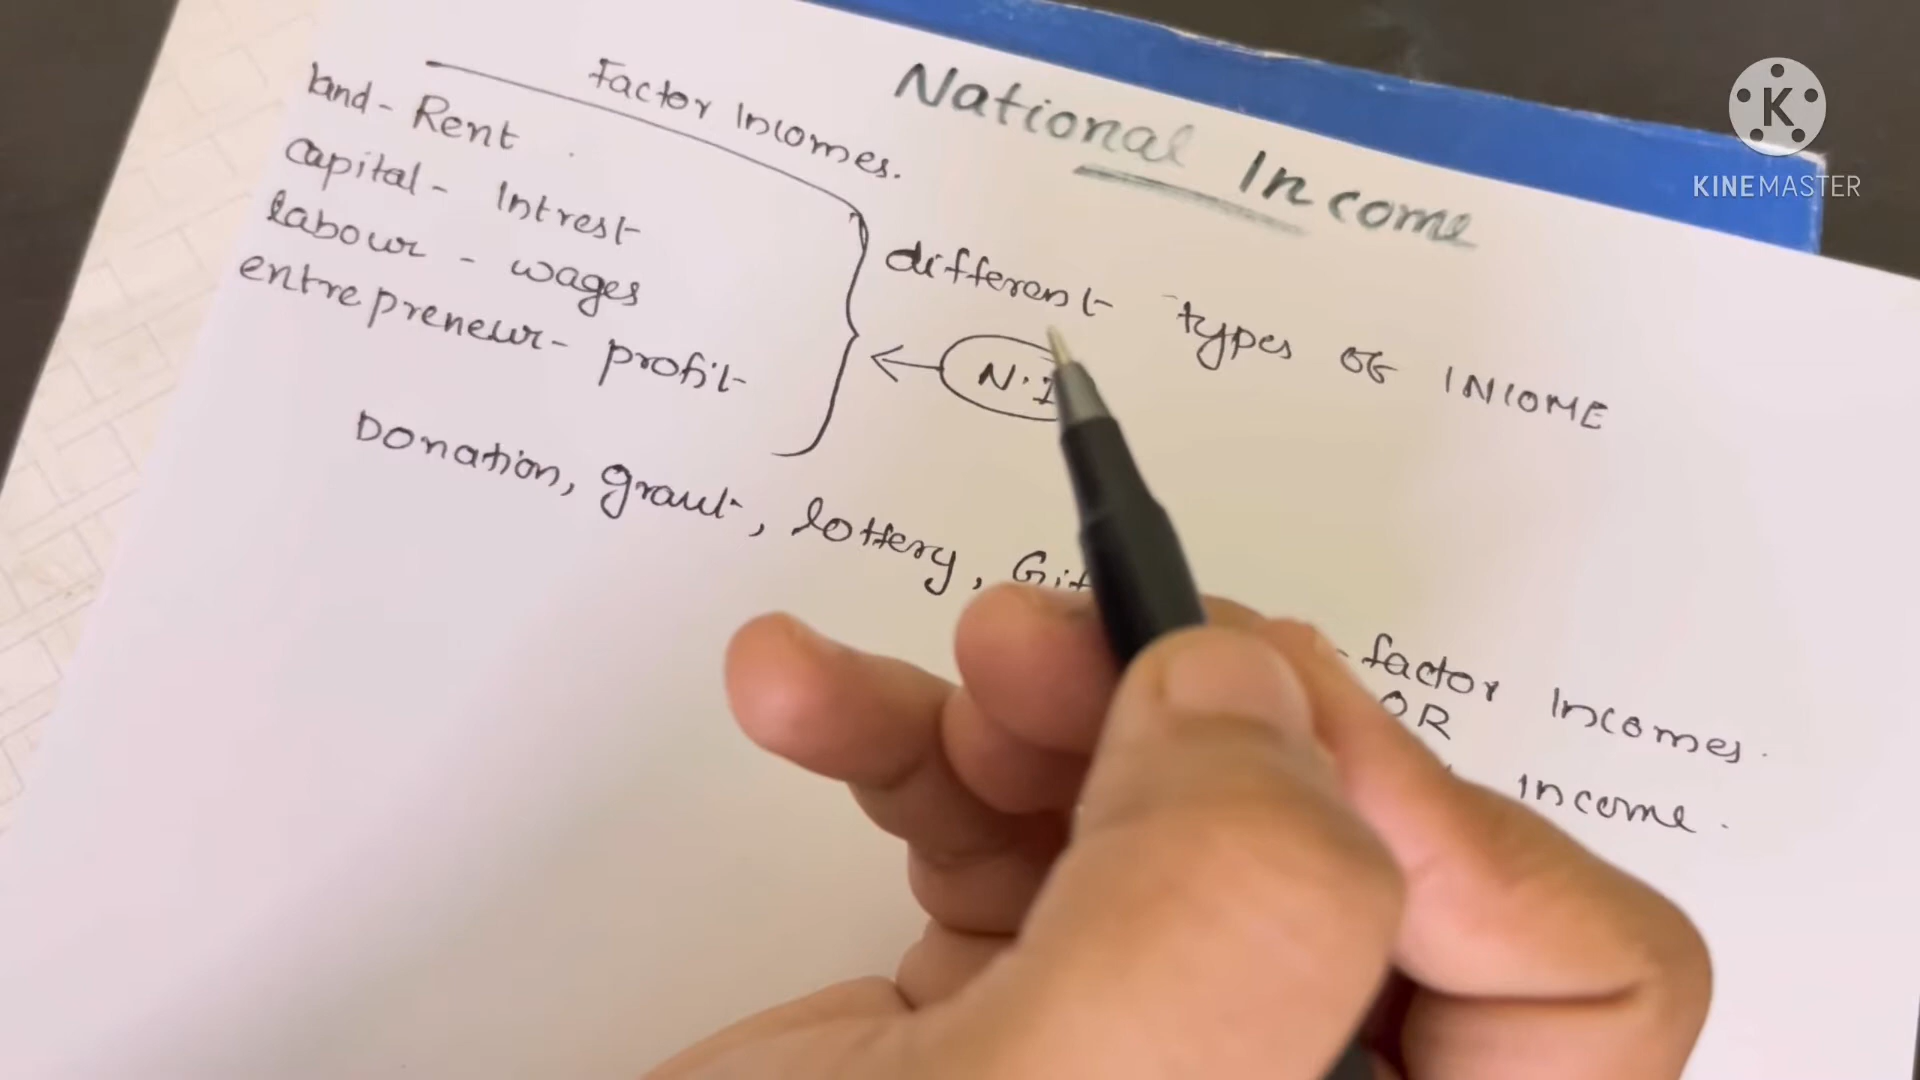 National Income
Factor Incomes.
land - Rent
Capital - Intrest
labour - wages
entrepreneur - profit
different types OF INCOME
N.I
Donation, grant, lottery, Gif
factor Incomes.
OR
Income.
K
KINEMASTER